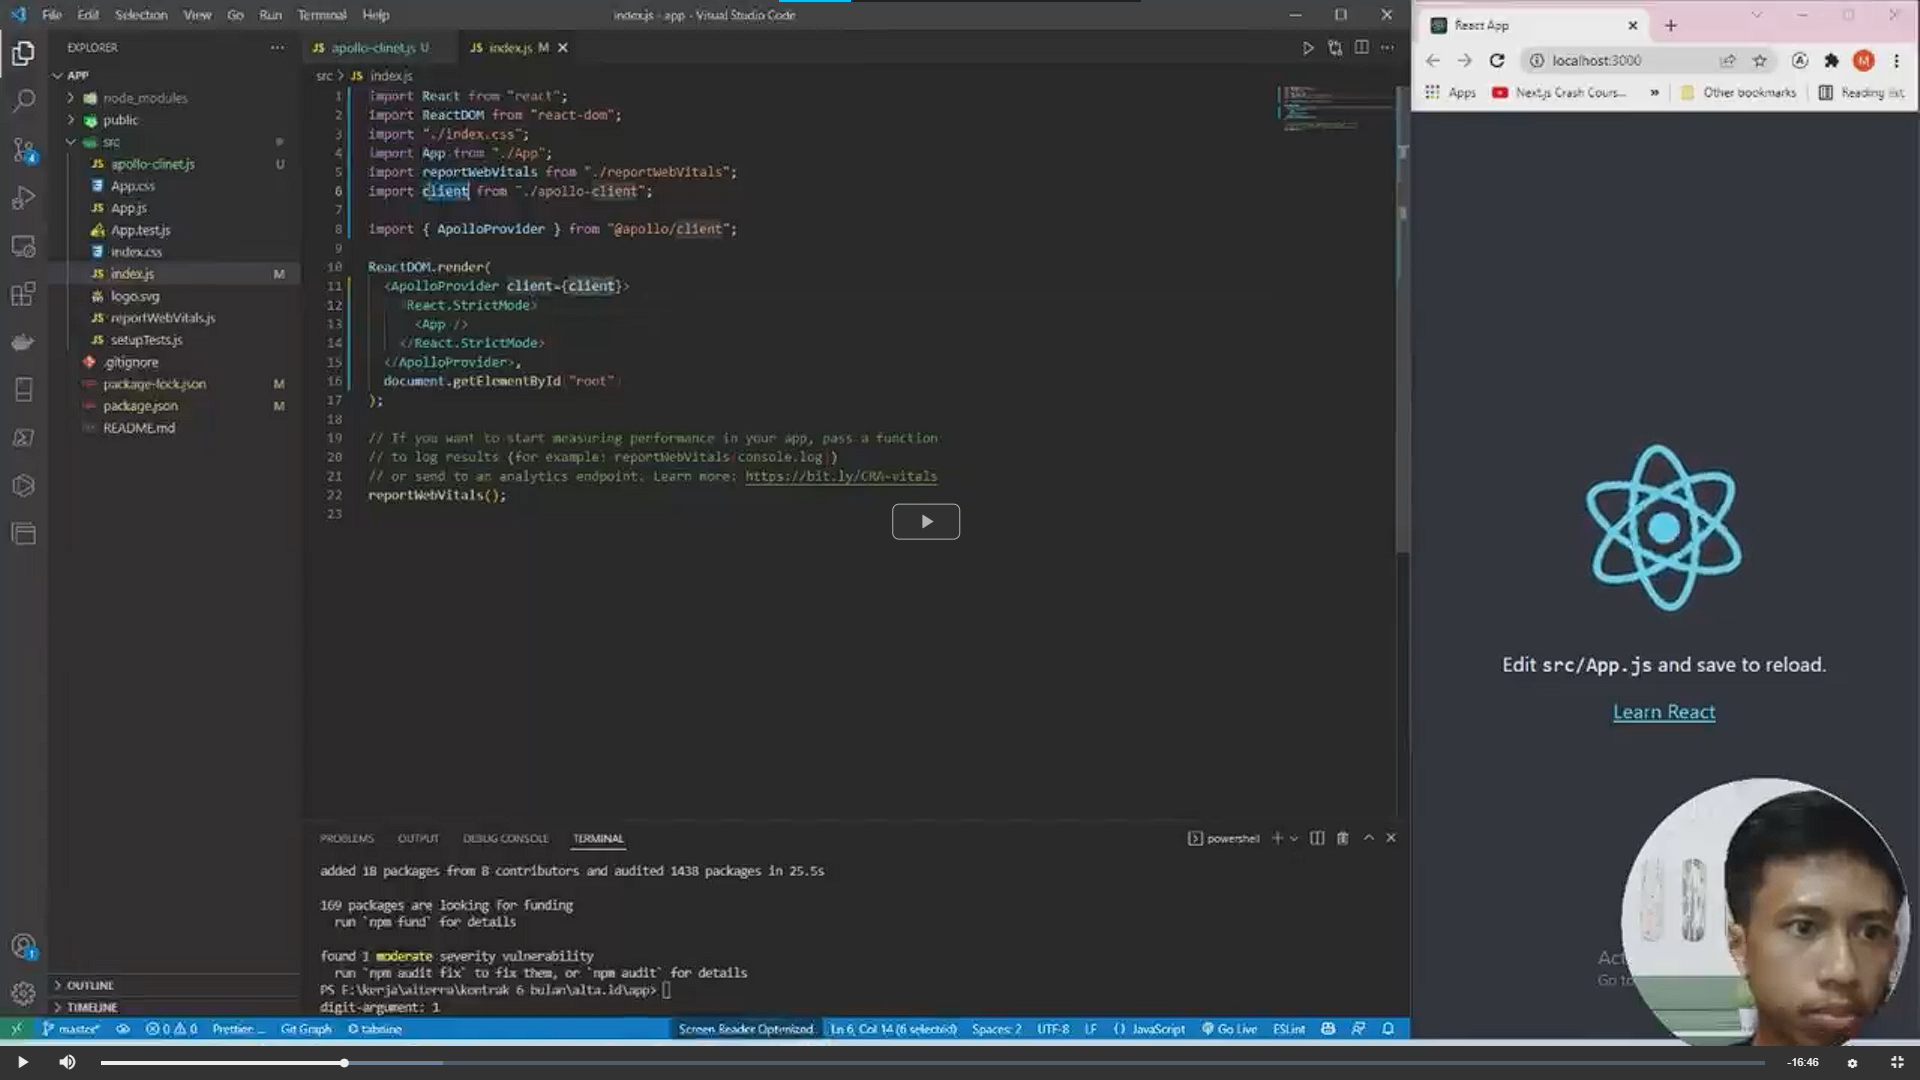 File Edit Selection View Go Run Terminal Help
index.js - app - Visual Studio Code
EXPLORER
APP
node_modules
public
src
apollo-clinet.js U
App.css
App.js
App.test.js
index.css
index.js M
logo.svg
reportWebVitals.js
setupTests.js
.gitignore
package-lock.json M
package.json M
README.md
OUTLINE
TIMELINE
apollo-clinet.js U
index.js M
src > JS index.js
1 import React from "react";
2 import ReactDOM from "react-dom";
3 import "./index.css";
4 import App from "./App";
5 import reportWebVitals from "./reportWebVitals";
6 import client from "./apollo-client";
7
8 import { ApolloProvider } from "@apollo/client";
9
10 ReactDOM.render(
11 <ApolloProvider client={client}>
12 <React.StrictMode>
13 <App />
14 </React.StrictMode>
15 </ApolloProvider>,
16 document.getElementById("root")
17 );
18
19 // If you want to start measuring performance in your app, pass a function
20 // to log results (for example: reportWebVitals(console.log))
21 // or send to an analytics endpoint. Learn more: https://bit.ly/CRA-vitals
22 reportWebVitals();
23
PROBLEMS OUTPUT DEBUG CONSOLE TERMINAL
powershell
added 18 packages from 8 contributors and audited 1438 packages in 25.5s
169 packages are looking for funding
run `npm fund` for details
found 1 moderate severity vulnerability
run `npm audit fix` to fix them, or `npm audit` for details
PS E:\kerja\alterra\kontrak 6 bulan\alta.id\app>
digit-argument: 1
master* 0 0 Prettier Git Graph tabnine
Screen Reader Optimized Ln 6, Col 14 (6 selected) Spaces: 2 UTF-8 LF JavaScript Go Live ESLint
React App
localhost:3000
Apps Next.js Crash Cours... » Other bookmarks Reading list
Edit src/App.js and save to reload.
Learn React
Go to
-16:46